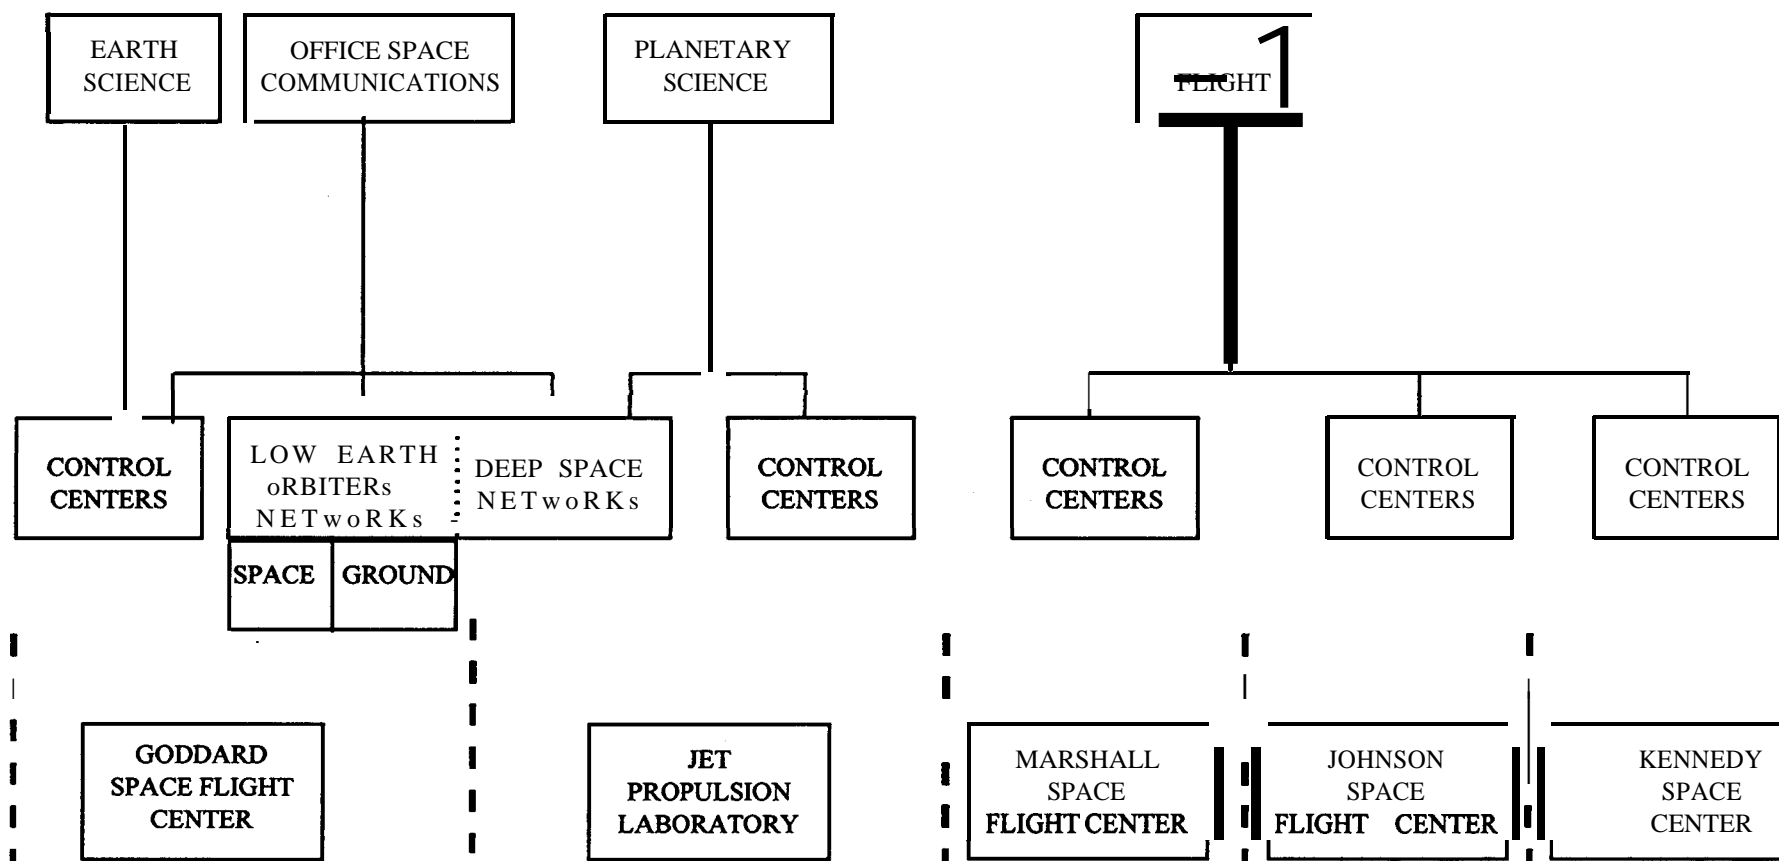 EARTH
SCIENCE
OFFICE SPACE
COMMUNICATIONS
PLANETARY
SCIENCE
1
FLIGHT
CONTROL
CENTERS
LOW EARTH
oRBITERs
NETwoRKs
DEEP SPACE
NETwoRKs
CONTROL
CENTERS
CONTROL
CENTERS
CONTROL
CENTERS
CONTROL
CENTERS
SPACE
GROUND
GODDARD
SPACE FLIGHT
CENTER
JET
PROPULSION
LABORATORY
MARSHALL
SPACE
FLIGHT CENTER
JOHNSON
SPACE
FLIGHT CENTER
KENNEDY
SPACE
CENTER